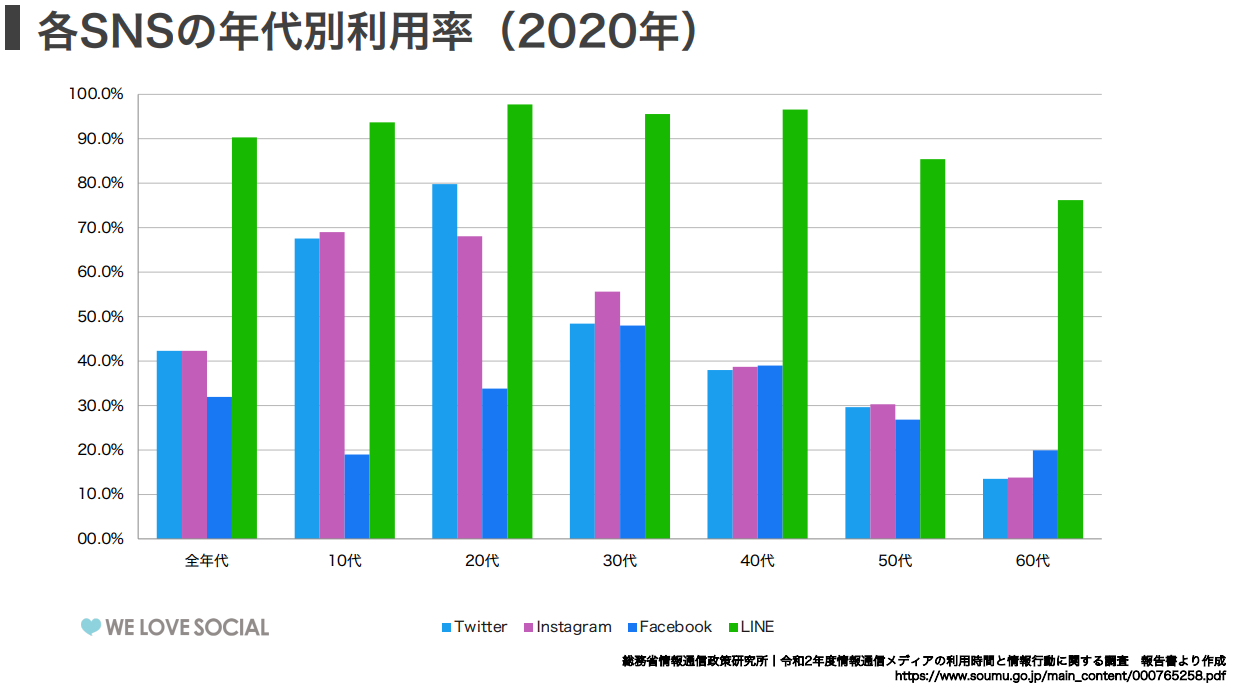 各SNSの年代別利用率（2020年）
100.0%
90.0%
80.0%
70.0%
60.0%
50.0%
40.0%
30.0%
20.0%
10.0%
00.0%
全年代 10代 20代 30代 40代 50代 60代
WE LOVE SOCIAL
Twitter Instagram Facebook LINE
総務省情報通信政策研究所｜令和2年度情報通信メディアの利用時間と情報行動に関する調査　報告書より作成
https://www.soumu.go.jp/main_content/000765258.pdf